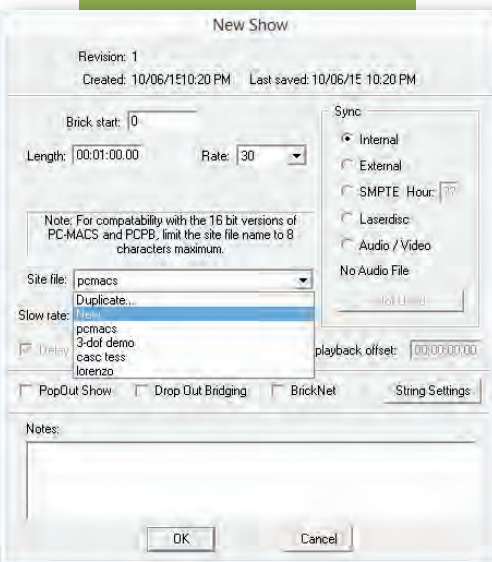 New Show
Revision: 1
Created: 10/06/15 10:20 PM Last saved: 10/06/15 10:20 PM
Brick start: 0
Length: 00:01:00.00 Rate: 30
Sync
Internal
External
SMPTE Hour:
Laserdisc
Audio / Video
No Audio File
Note: For compatability with the 16 bit versions of
PC-MACS and PCPB, limit the site file name to 8
characters maximum.
Site file: pcmacs
Duplicate...
New
pcmacs
3-dof demo
casc tess
lorenzo
Slow rate:
Delay
playback offset: 00:00:00:00
PopOut Show Drop Out Bridging BrickNet String Settings
Notes:
OK Cancel